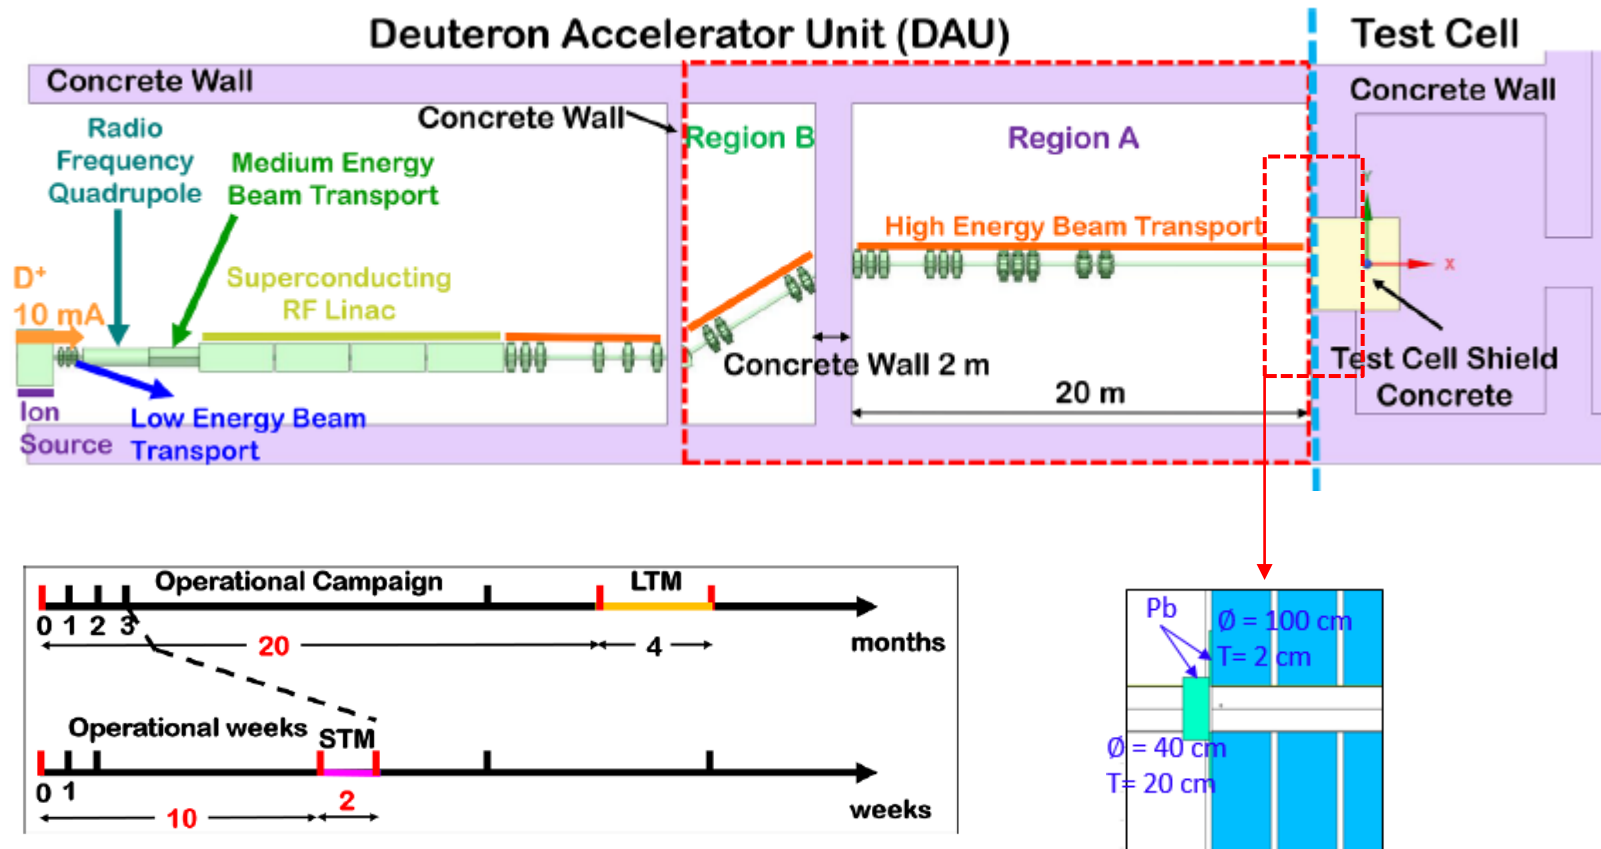 Deuteron Accelerator Unit (DAU)
Test Cell
Concrete Wall
Concrete Wall
Concrete Wall
Radio
Frequency
Quadrupole
Medium Energy
Beam Transport
Region B
Region A
High Energy Beam Transport
Y
X
D⁺
10 mA
Superconducting
RF Linac
Concrete Wall 2 m
Test Cell Shield
Concrete
20 m
Ion
Source
Low Energy Beam
Transport
Operational Campaign
LTM
0 1 2 3
20
4
months
Operational weeks
STM
0 1
10
2
weeks
Pb
Ø = 100 cm
T= 2 cm
Ø = 40 cm
T= 20 cm